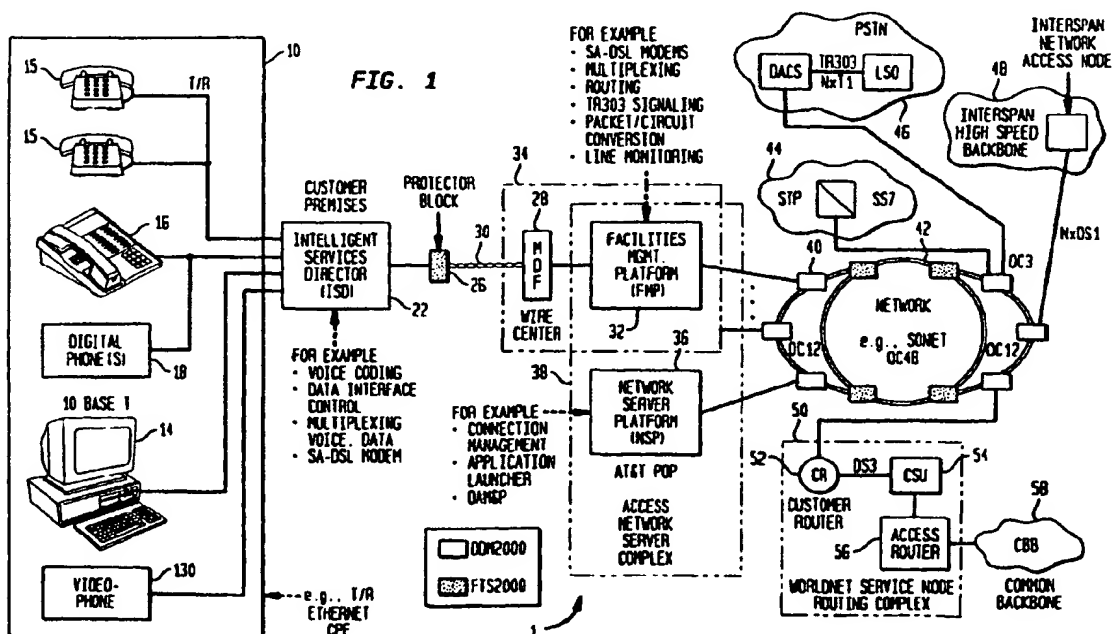 10
15
T/R
15
16
DIGITAL
PHONE(S)
18
10 BASE T
14
VIDEO-
PHONE
130
e.g., T/R
ETHERNET
CPE
FIG. 1
CUSTOMER
PREMISES
INTELLIGENT
SERVICES
DIRECTOR
(ISD)
22
FOR EXAMPLE
• VOICE CODING
• DATA INTERFACE
CONTROL
• MULTIPLEXING
VOICE, DATA
• SA-DSL MODEM
PROTECTOR
BLOCK
26
30
28
MDF
WIRE
CENTER
34
FOR EXAMPLE
• SA-DSL MODEMS
• MULTIPLEXING
• ROUTING
• TR303 SIGNALING
• PACKET/CIRCUIT
CONVERSION
• LINE MONITORING
FACILITIES
MGMT.
PLATFORM
(FMP)
32
36
38
NETWORK
SERVER
PLATFORM
(NSP)
FOR EXAMPLE
• CONNECTION
MANAGEMENT
• APPLICATION
LAUNCHER
• OAM&P
AT&T POP
ACCESS
NETWORK
SERVER
COMPLEX
DDM2000
FTS2000
1
PSTN
DACS
TR303
NxT1
LSO
46
INTERSPAN
NETWORK
ACCESS NODE
48
INTERSPAN
HIGH SPEED
BACKBONE
44
STP
SS7
NxDS1
40
42
OC3
OC12
NETWORK
e.g., SONET
OC48
OC12
50
52
CR
DS3
CSU
54
CUSTOMER
ROUTER
56
ACCESS
ROUTER
WORLDNET SERVICE NODE
ROUTING COMPLEX
58
CBB
COMMON
BACKBONE